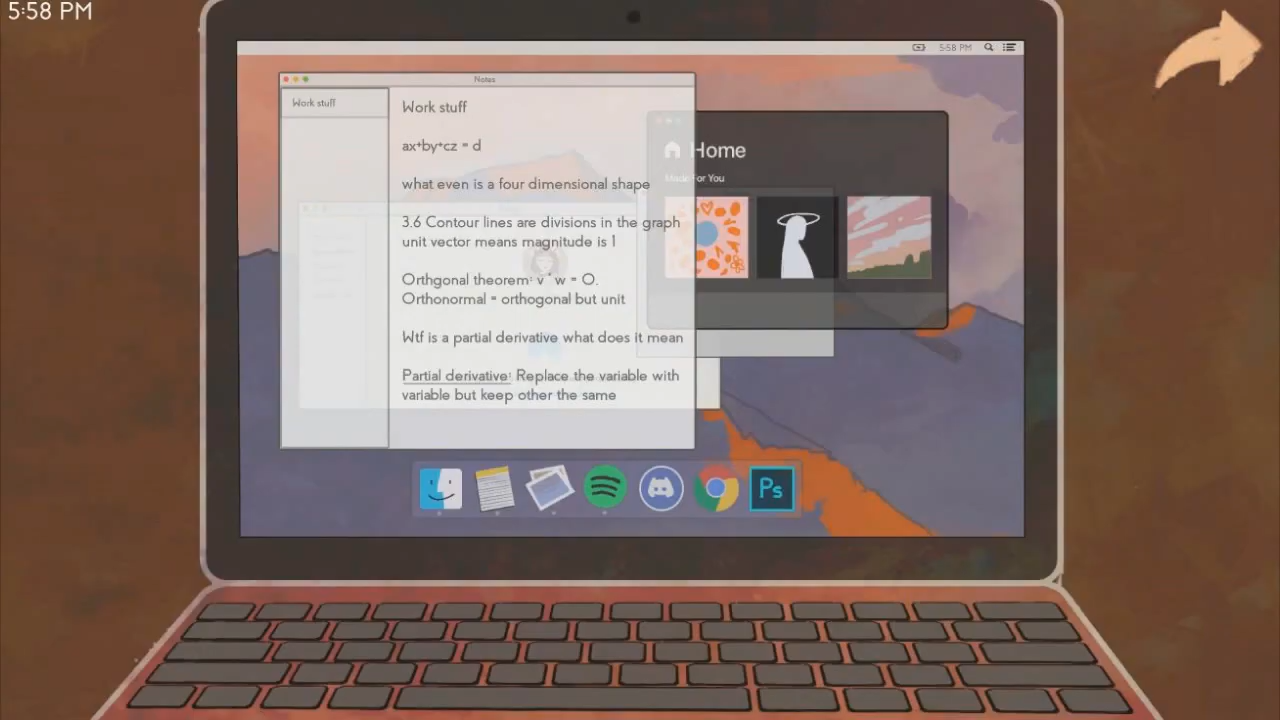 5:58 PM
5:58 PM
Notes
Work stuff
Work stuff
ax+by+cz = d
what even is a four dimensional shape
3.6 Contour lines are divisions in the graph
unit vector means magnitude is 1
Orthgonal theorem: v * w = 0.
Orthonormal = orthogonal but unit
Wtf is a partial derivative what does it mean
Partial derivative: Replace the variable with
variable but keep other the same
Home
Made For You
Ps